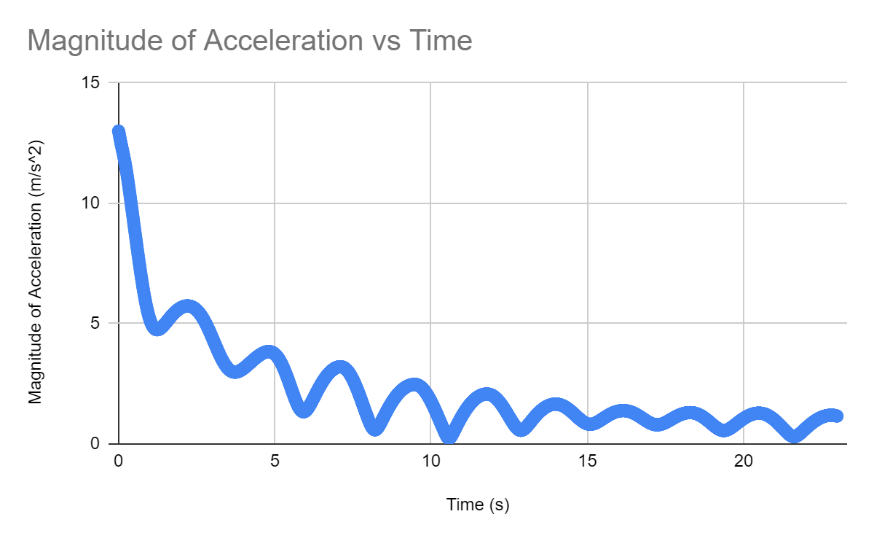 Magnitude of Acceleration vs Time
Magnitude of Acceleration (m/s^2)
15
10
5
0
0 5 10 15 20
Time (s)